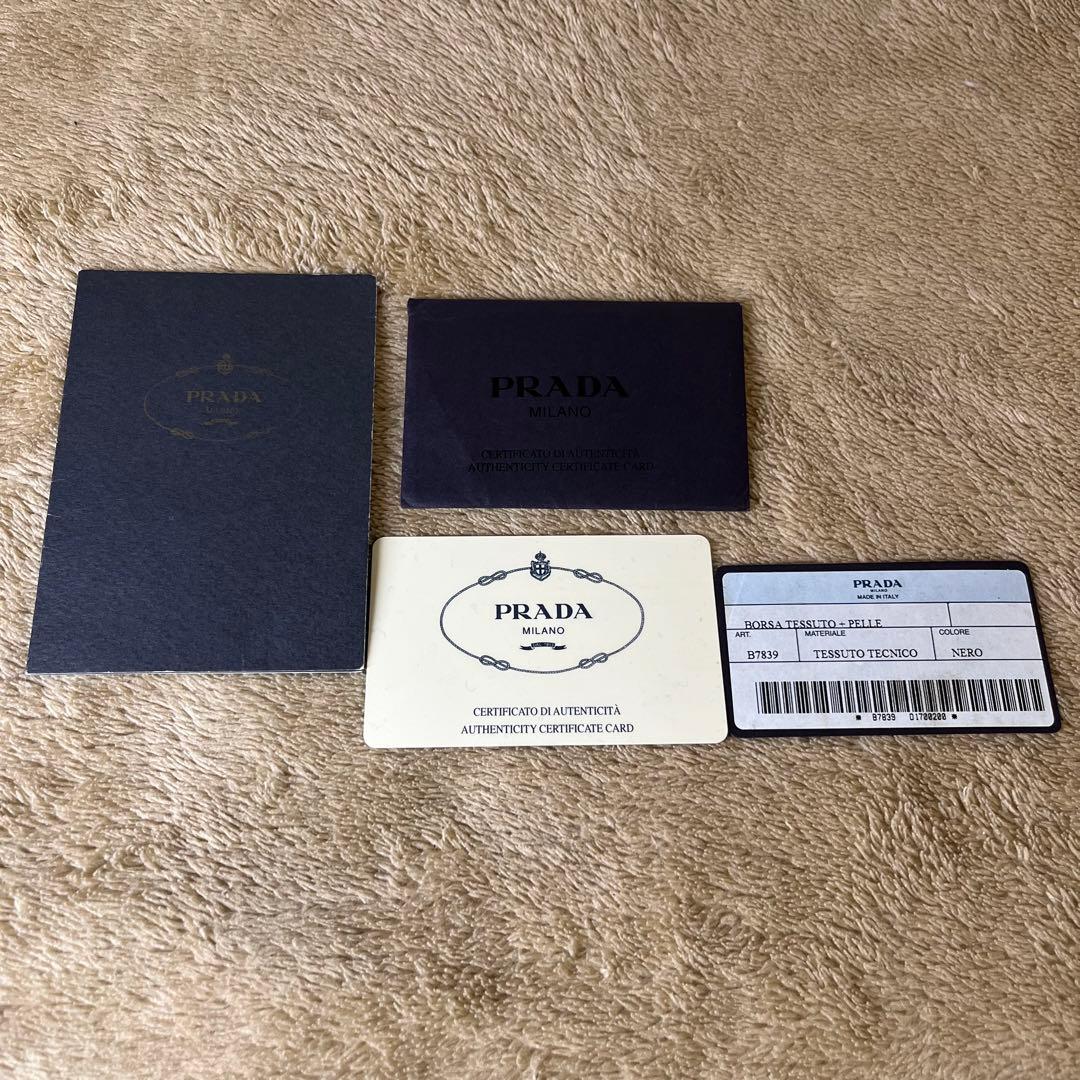 PRADA
MILANO
PRADA
MILANO
CERTIFICATO DI AUTENTICITÀ
AUTHENTICITY CERTIFICATE CARD
PRADA
MILANO
CERTIFICATO DI AUTENTICITÀ
AUTHENTICITY CERTIFICATE CARD
PRADA
MILANO
MADE IN ITALY
BORSA TESSUTO + PELLE
ART. MATERIALE COLORE
B7839 TESSUTO TECNICO NERO
* B7839 01700200 *